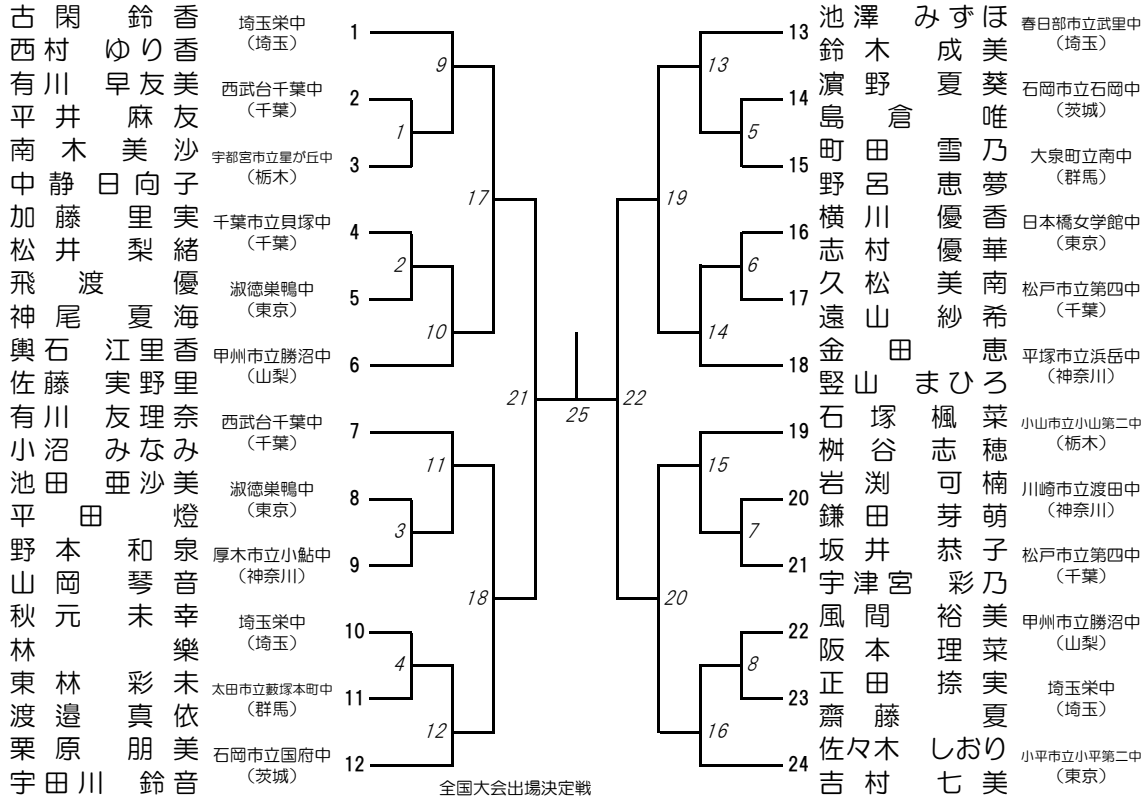 古閑 鈴香 埼玉栄中 1
西村 ゆり香 (埼玉)
有川 早友美 西武台千葉中 2
平井 麻友 (千葉)
南木 美沙 宇都宮市立星が丘中 3
中静 日向子 (栃木)
加藤 里実 千葉市立貝塚中 4
松井 梨緒 (千葉)
飛渡 優 淑徳巣鴨中 5
神尾 夏海 (東京)
輿石 江里香 甲州市立勝沼中 6
佐藤 実野里 (山梨)
有川 友理奈 西武台千葉中 7
小沼 みなみ (千葉)
池田 亜沙美 淑徳巣鴨中 8
平田 燈 (東京)
野本 和泉 厚木市立小鮎中 9
山岡 琴音 (神奈川)
秋元 未幸 埼玉栄中 10
林 樂 (埼玉)
東林 彩未 太田市立藪塚本町中 11
渡邉 真依 (群馬)
栗原 朋美 石岡市立国府中 12
宇田川 鈴音 (茨城)
9
1
17
2
10
21
11
3
18
4
12
25
22
13
5
19
6
14
15
7
20
8
16
全国大会出場決定戦
13 池澤 みずほ 春日部市立武里中
鈴木 成美 (埼玉)
14 濵野 夏葵 石岡市立石岡中
島倉 唯 (茨城)
15 町田 雪乃 大泉町立南中
野呂 恵夢 (群馬)
16 横川 優香 日本橋女学館中
志村 優華 (東京)
17 久松 美南 松戸市立第四中
遠山 紗希 (千葉)
18 金田 恵 平塚市立浜岳中
竪山 まひろ (神奈川)
19 石塚 楓菜 小山市立小山第二中
桝谷 志穂 (栃木)
20 岩渕 可楠 川崎市立渡田中
鎌田 芽萌 (神奈川)
21 坂井 恭子 松戸市立第四中
宇津宮 彩乃 (千葉)
22 風間 裕美 甲州市立勝沼中
阪本 理菜 (山梨)
23 正田 捺実 埼玉栄中
齋藤 夏 (埼玉)
24 佐々木 しおり 小平市立小平第二中
吉村 七美 (東京)